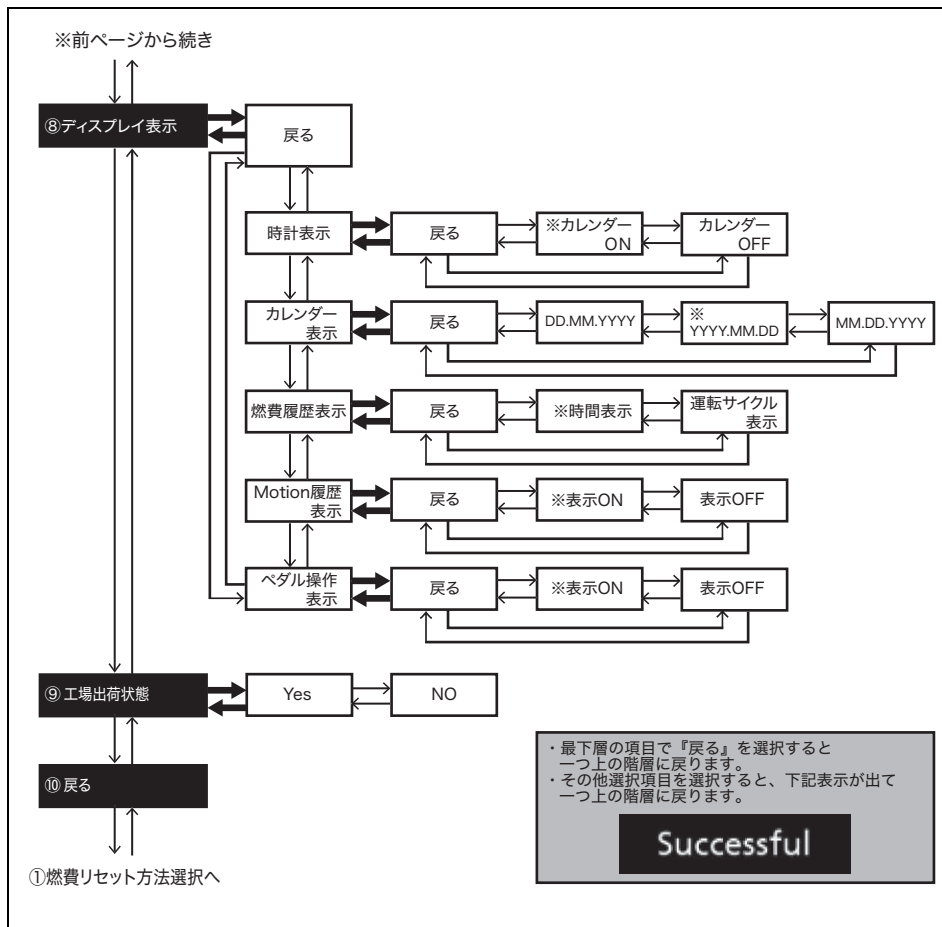 ※前ページから続き
⑧ディスプレイ表示
戻る
時計表示
戻る
※カレンダー
ON
カレンダー
OFF
カレンダー
表示
戻る
DD.MM.YYYY
※
YYYY.MM.DD
MM.DD.YYYY
燃費履歴表示
戻る
※時間表示
運転サイクル
表示
Motion履歴
表示
戻る
※表示ON
表示OFF
ペダル操作
表示
戻る
※表示ON
表示OFF
⑨工場出荷状態
Yes
NO
⑩戻る
①燃費リセット方法選択へ
・最下層の項目で『戻る』を選択すると
一つ上の階層に戻ります。
・その他選択項目を選択すると、下記表示が出て
一つ上の階層に戻ります。
Successful